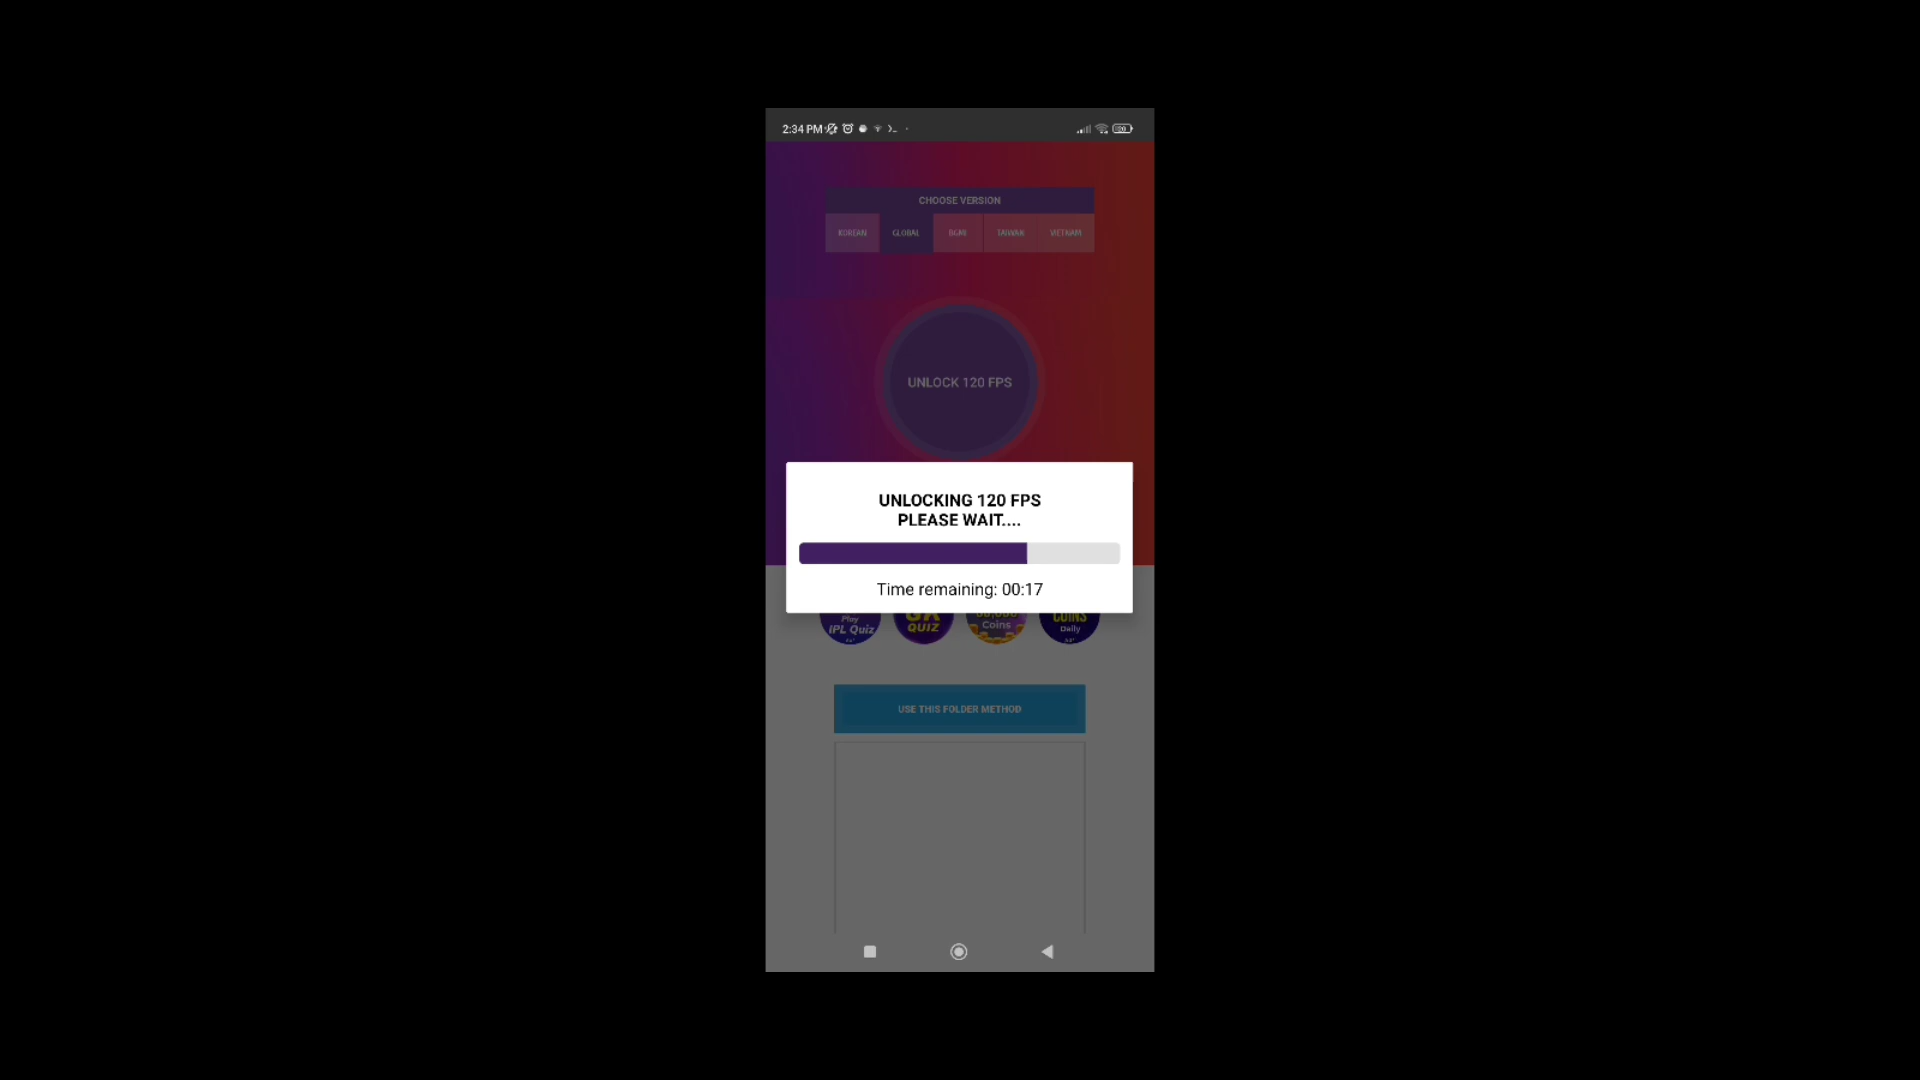 2:34 PM
CHOOSE VERSION
KOREAN GLOBAL BGMI TAIWAN VIETNAM
UNLOCK 120 FPS
UNLOCKING 120 FPS
PLEASE WAIT....
Time remaining: 00:17
Play QUIZ Coins COINS
iPL Quiz Daily
USE THIS FOLDER METHOD